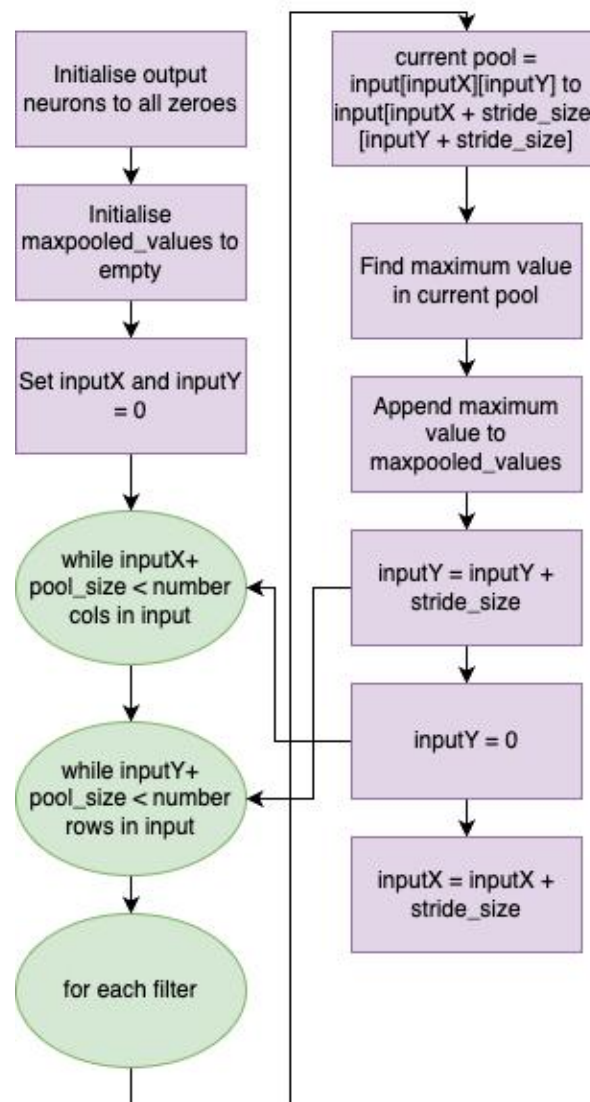 Initialise output
neurons to all zeroes
Initialise
maxpooled_values to
empty
Set inputX and inputY
= 0
while inputX+
pool_size < number
cols in input
while inputY+
pool_size < number
rows in input
for each filter
current pool =
input[inputX][inputY] to
input[inputX + stride_size
[inputY + stride_size]
Find maximum value
in current pool
Append maximum
value to
maxpooled_values
inputY = inputY +
stride_size
inputY = 0
inputX = inputX +
stride_size